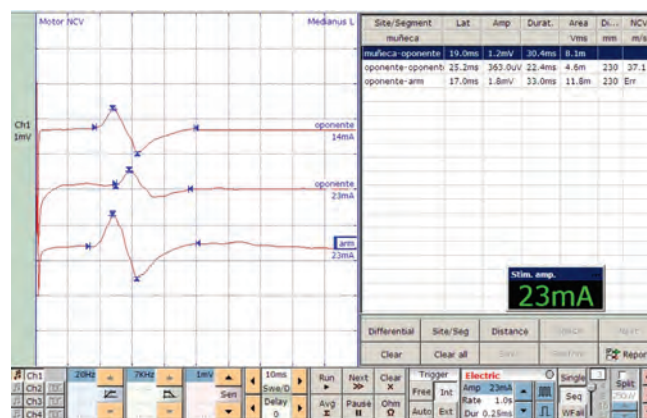 Motor NCV Medianus L
Ch1
1mV
oponente
14mA
oponente
23mA
arm
23mA
Site/Segment Lat Amp Durat. Area Di... NCV
muñeca Vms mm m/s
muñeca-oponente 19.0ms 1.2mV 30.4ms 8.1m
oponente-oponent 25.2ms 363.0uV 22.4ms 4.6m 230 37.1
oponente-arm 17.0ms 1.8mV 33.0ms 11.8m 230 Err
Stim. amp.
23mA
Differential Site/Seg Distance
Clear Clear all Report
Ch1
Ch2
Ch3
Ch4
20Hz
7KHz
1mV
Sen
10ms
Swe/D
Delay
0
Run Next Clear
Avg Pause Ohm
Trigger
Free Int
Auto Ext
Electric
Amp 23mA
Rate 1.0s
Dur 0.25ms
Single
Seq
WFall
Split